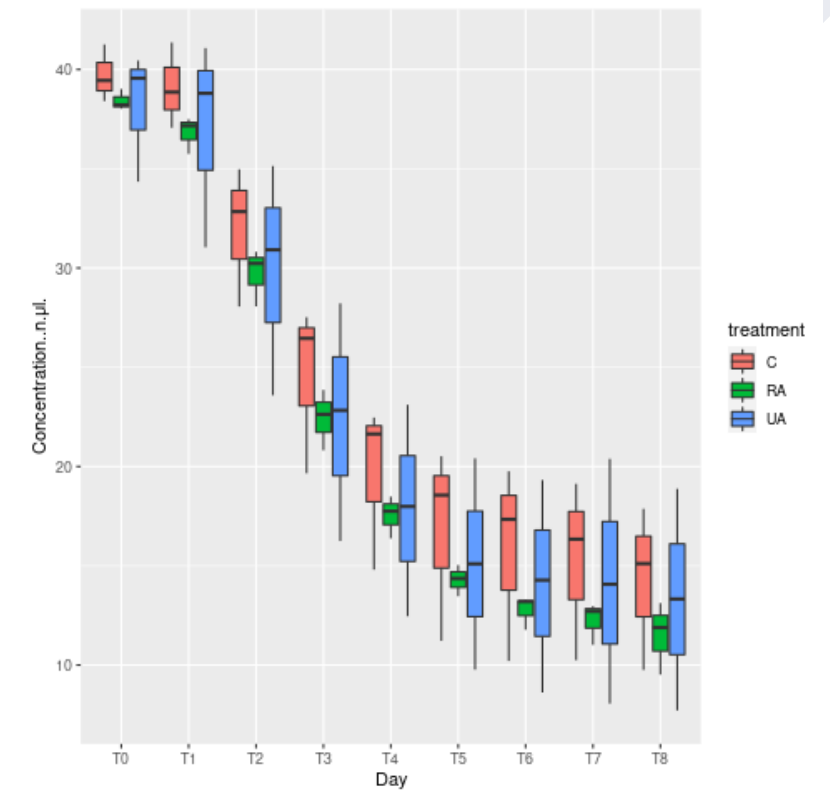 40
30
20
10
Concentration..n.µl.
T0 T1 T2 T3 T4 T5 T6 T7 T8
Day
treatment
C
RA
UA